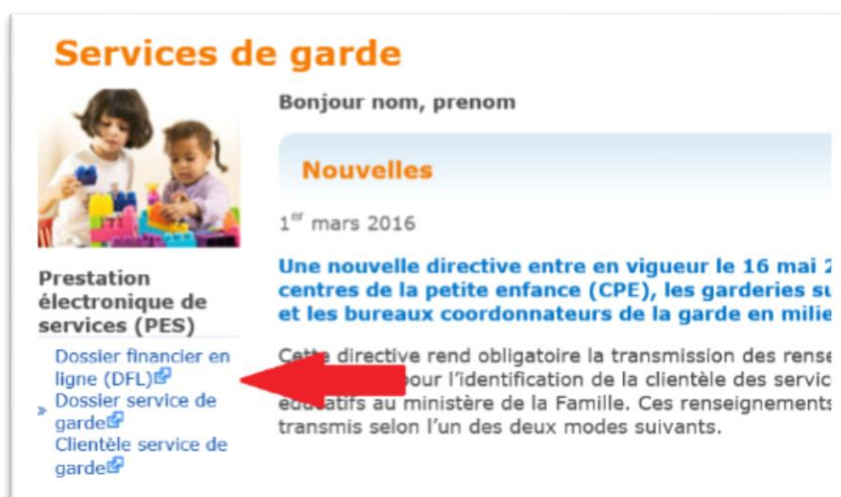 Services de garde
Bonjour nom, prenom
Nouvelles
1er mars 2016
Une nouvelle directive entre en vigueur le 16 mai
centres de la petite enfance (CPE), les garderies
et les bureaux coordonnateurs de la garde en
Cette directive rend obligatoire la transmission des
pour l'identification de la clientèle des
éducatifs au ministère de la Famille. Ces renseignements
transmis selon l'un des deux modes suivants.
Prestation
électronique de
services (PES)
Dossier financier en
ligne (DFL)
» Dossier service de
garde
Clientèle service de
garde